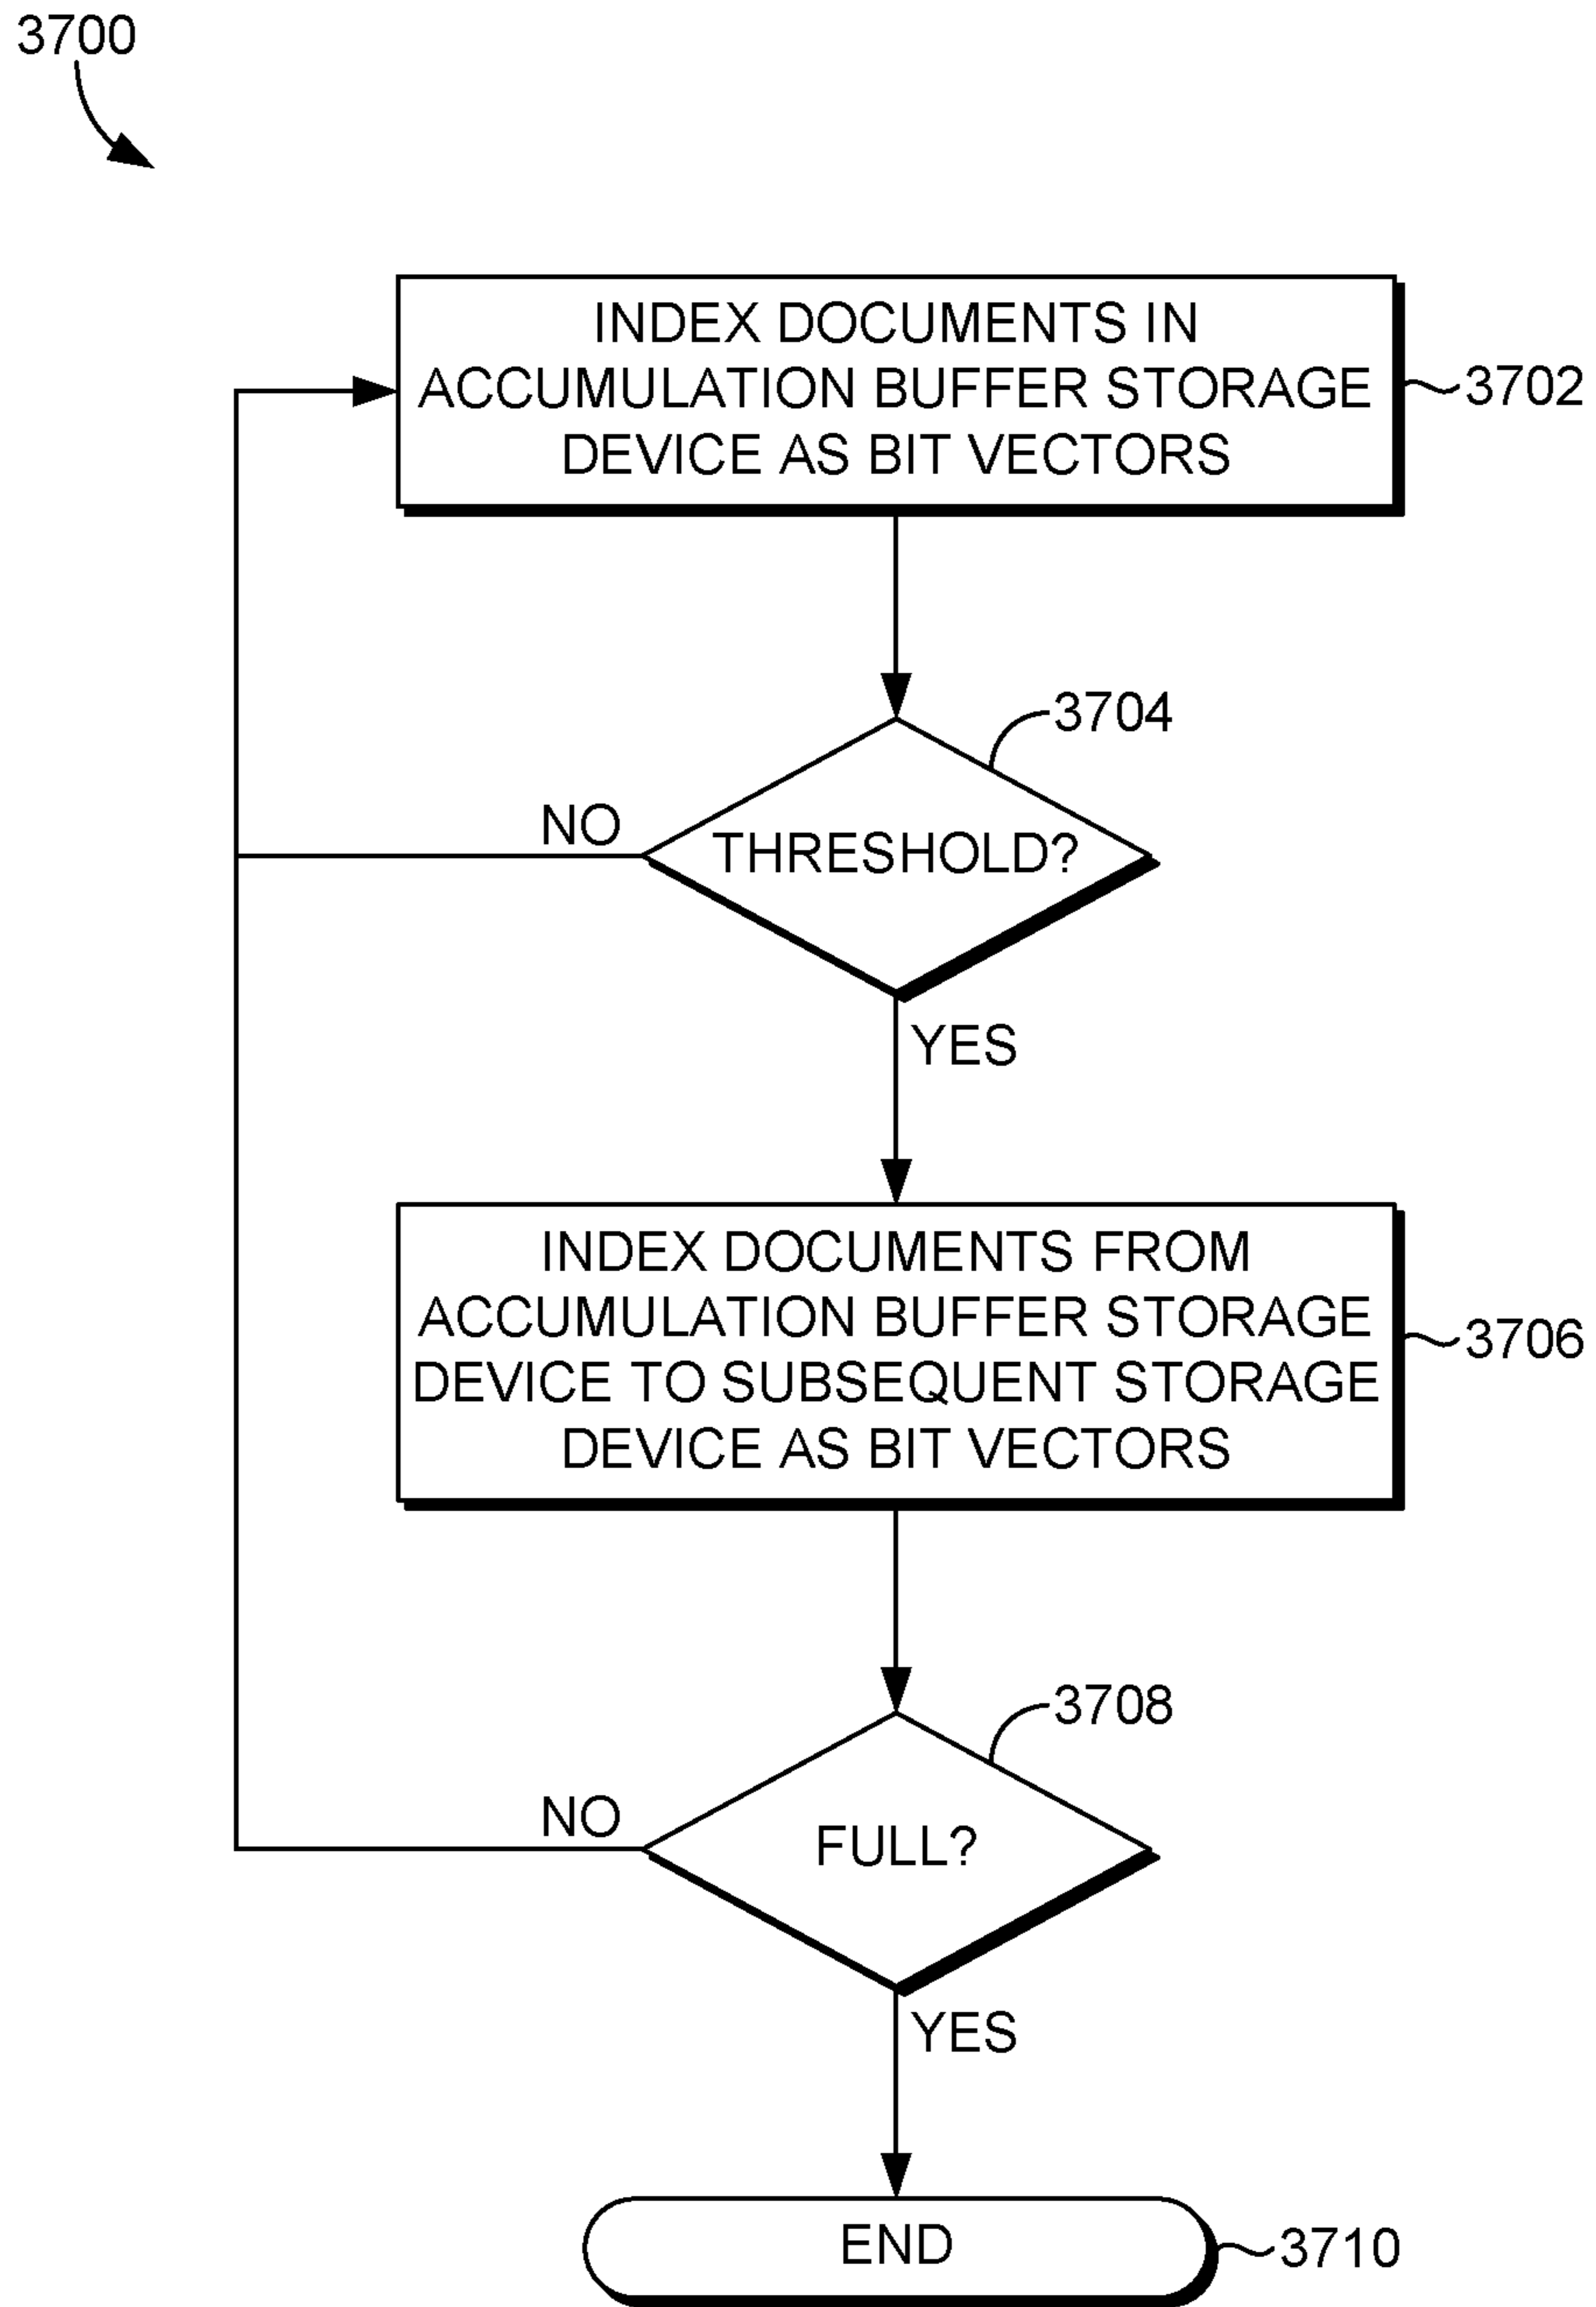 3700
INDEX DOCUMENTS IN
ACCUMULATION BUFFER STORAGE
DEVICE AS BIT VECTORS
3702
3704
NO
THRESHOLD?
YES
INDEX DOCUMENTS FROM
ACCUMULATION BUFFER STORAGE
DEVICE TO SUBSEQUENT STORAGE
DEVICE AS BIT VECTORS
3706
3708
NO
FULL?
YES
END
3710